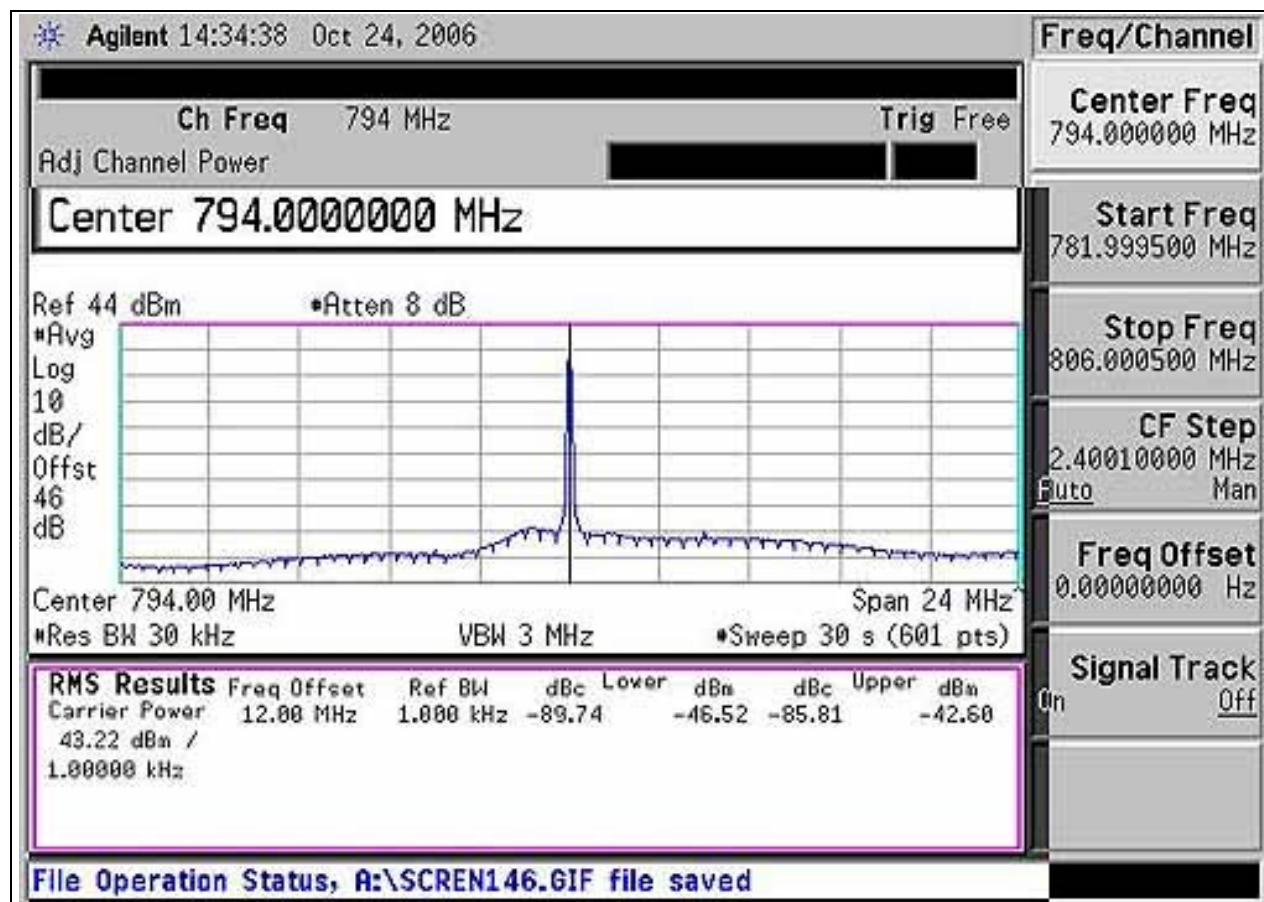 Agilent 14:34:38 Oct 24, 2006
Freq/Channel
Ch Freq 794 MHz Trig Free
Adj Channel Power
Center 794.0000000 MHz
Ref 44 dBm *Atten 8 dB
*Avg
Log
10
dB/
Offst
46
dB
Center 794.00 MHz Span 24 MHz
*Res BW 30 kHz VBW 3 MHz *Sweep 30 s (601 pts)
RMS Results Freq Offset Ref BW dBc Lower dBm dBc Upper dBm
Carrier Power 12.00 MHz 1.000 kHz -89.74 -46.52 -85.81 -42.60
43.22 dBm /
1.00000 kHz
File Operation Status, A:\SCREN146.GIF file saved
Center Freq
794.000000 MHz
Start Freq
781.999500 MHz
Stop Freq
806.000500 MHz
CF Step
2.40010000 MHz
Auto Man
Freq Offset
0.00000000 Hz
Signal Track
On Off